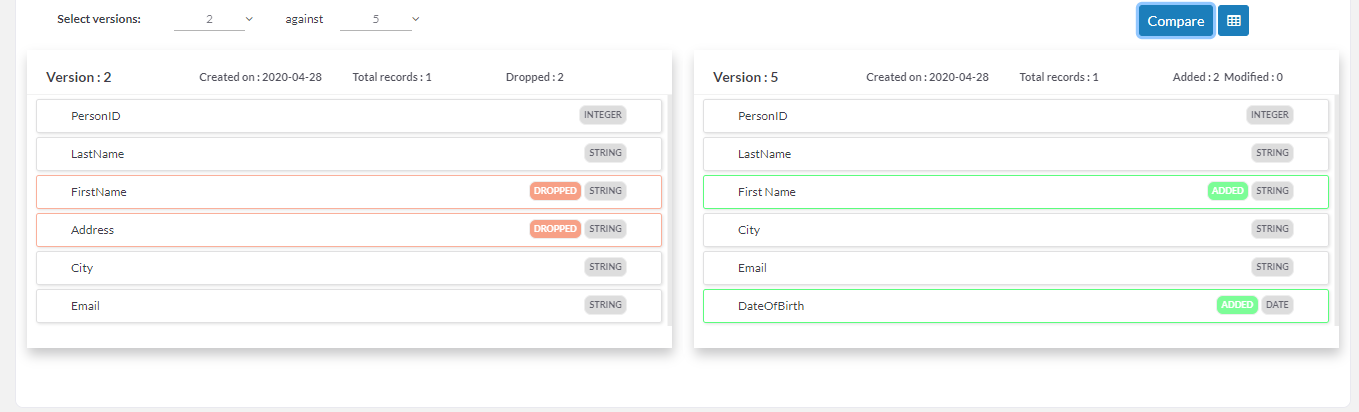 Select versions: 2 against 5 Compare
Version : 2 Created on : 2020-04-28 Total records : 1 Dropped : 2
PersonID INTEGER
LastName STRING
FirstName DROPPED STRING
Address DROPPED STRING
City STRING
Email STRING
Version : 5 Created on : 2020-04-28 Total records : 1 Added : 2 Modified : 0
PersonID INTEGER
LastName STRING
First Name ADDED STRING
City STRING
Email STRING
DateOfBirth ADDED DATE